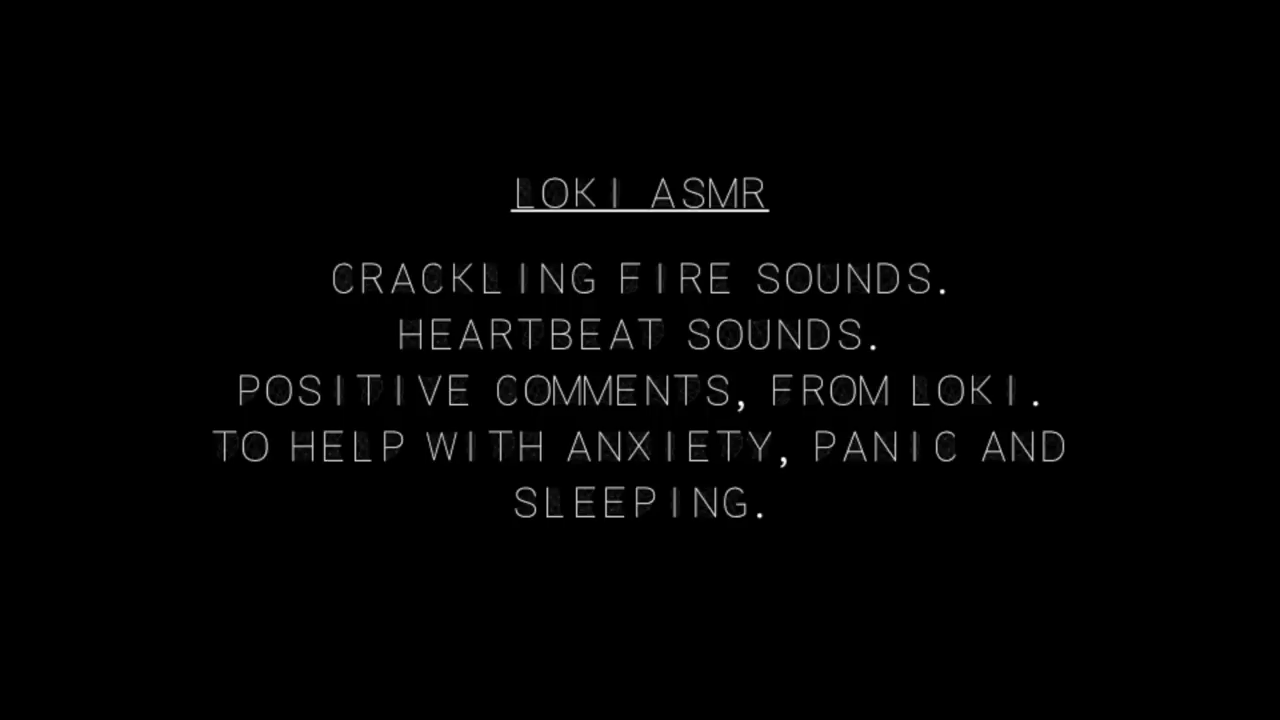 LOKI ASMR
CRACKLING FIRE SOUNDS.
HEARTBEAT SOUNDS.
POSITIVE COMMENTS, FROM LOKI.
TO HELP WITH ANXIETY, PANIC AND
SLEEPING.